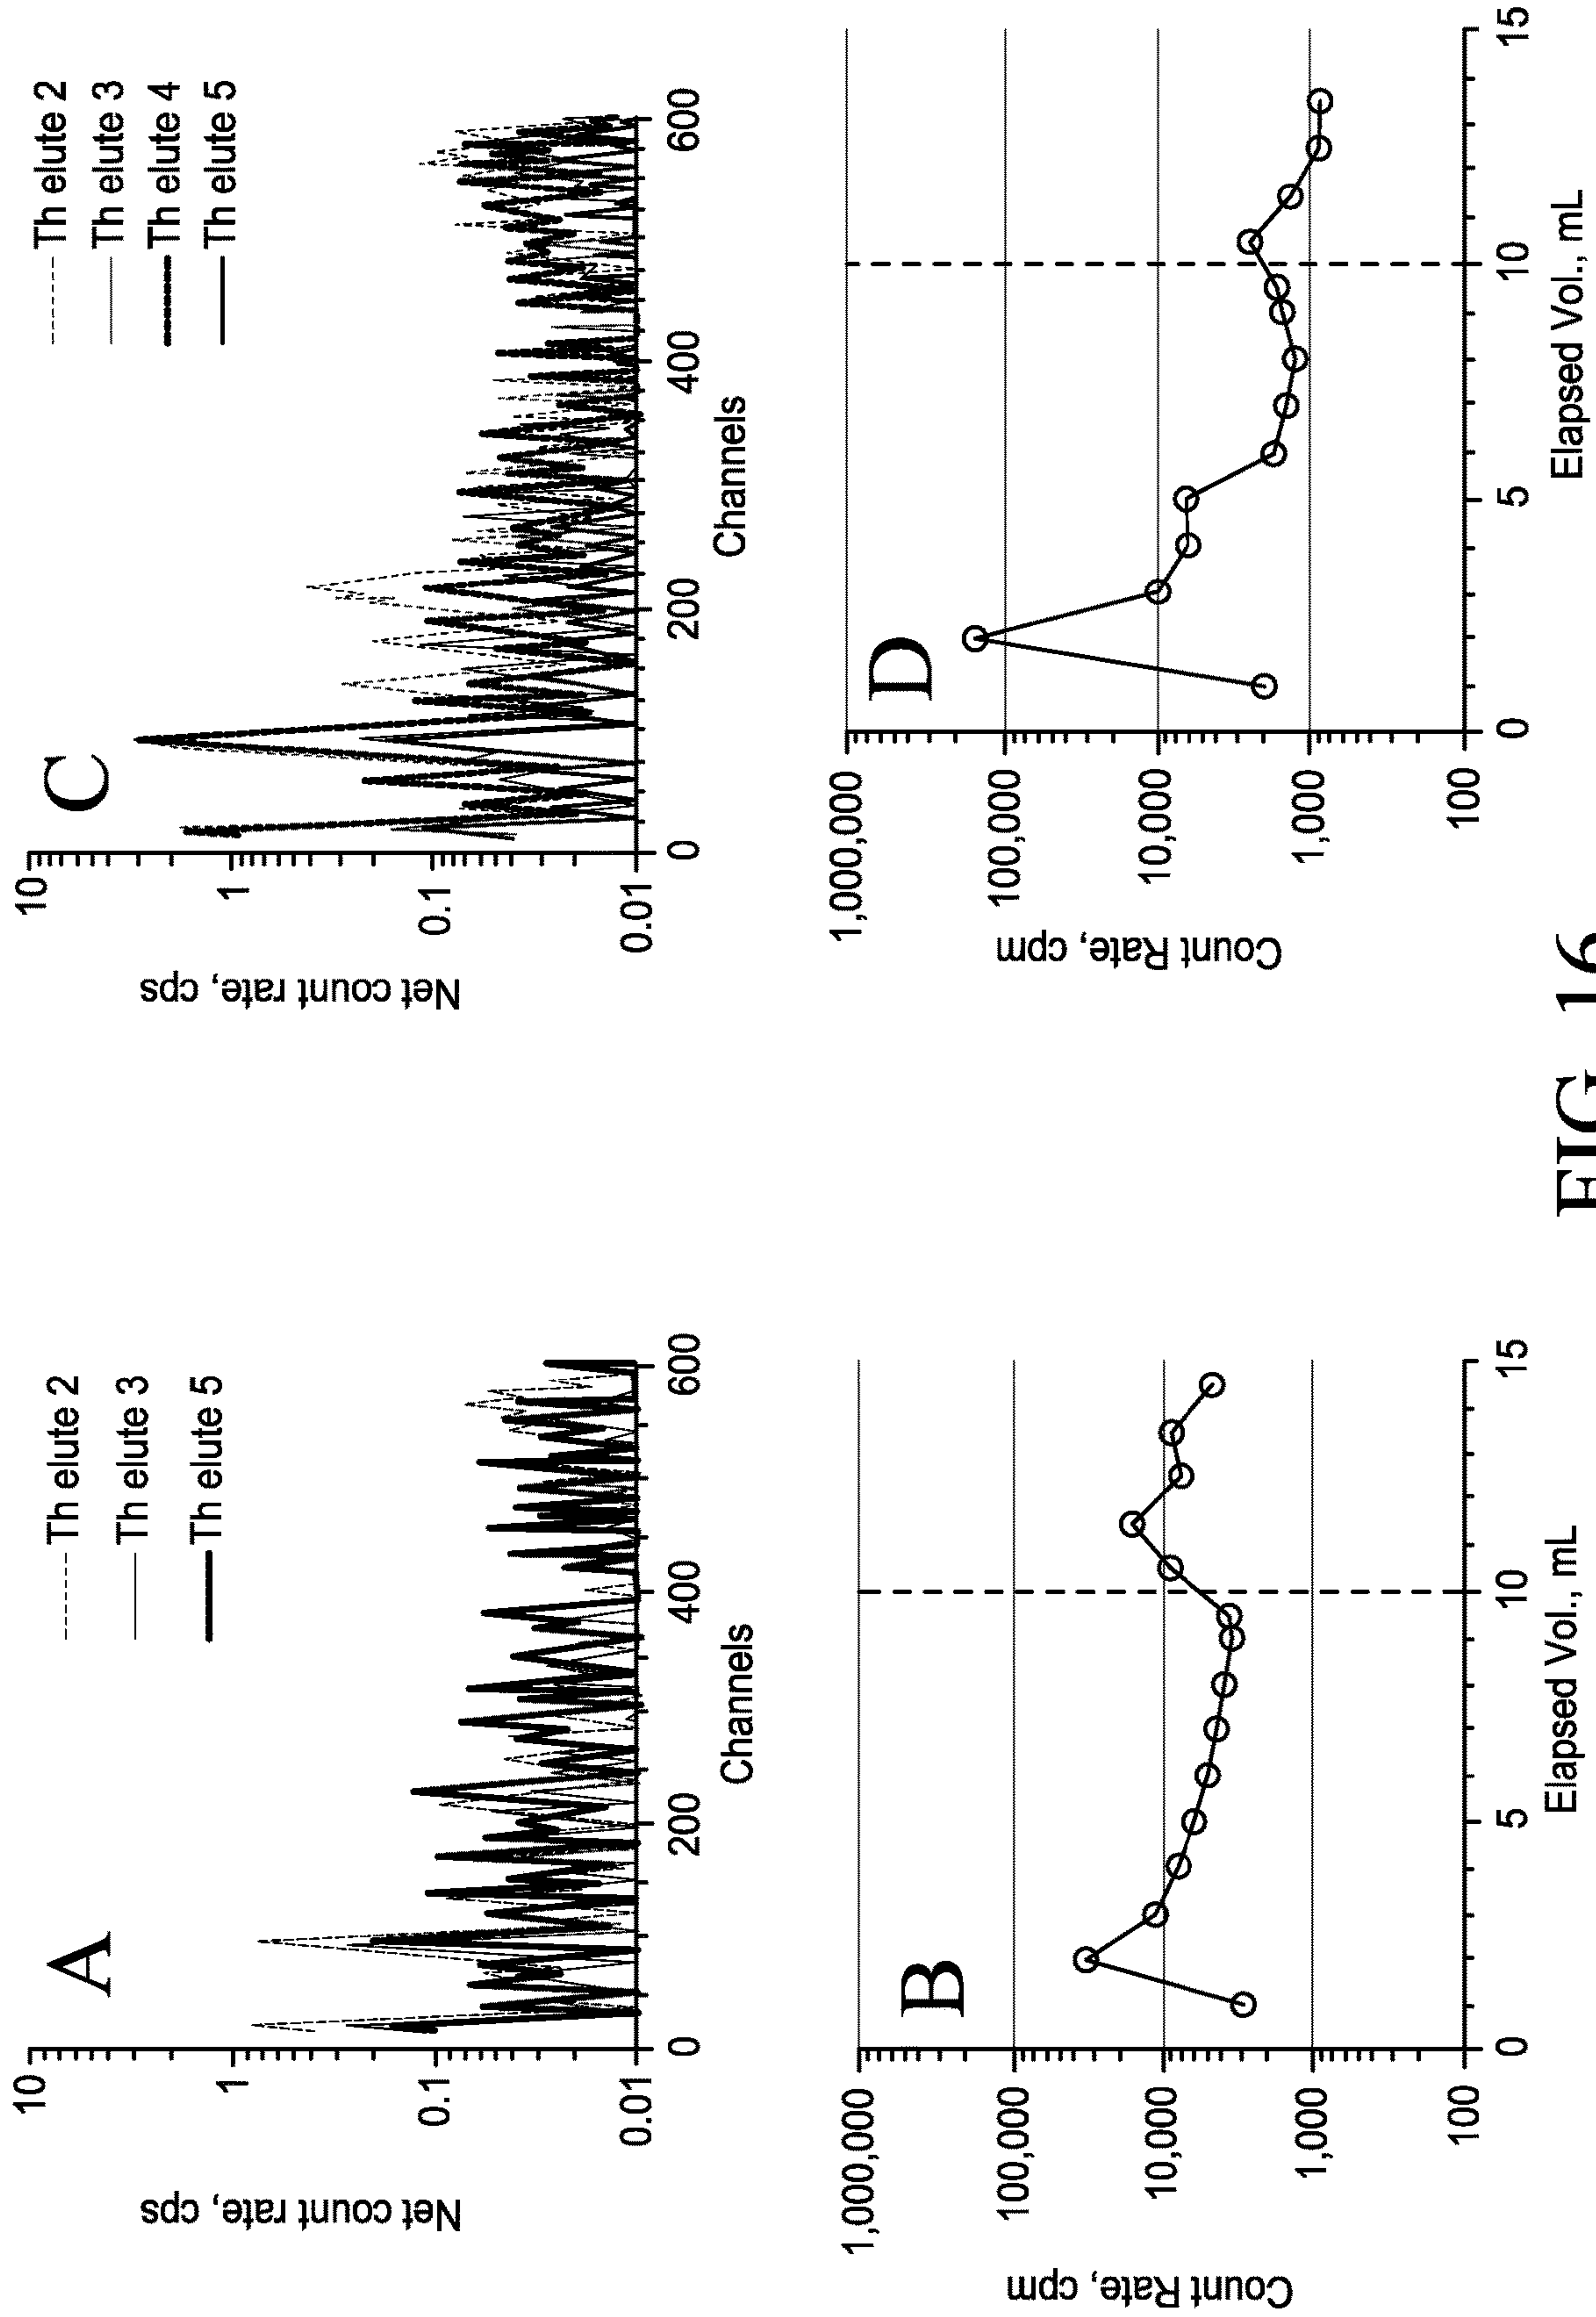 A
Th elute 2
Th elute 3
Th elute 5
10
1
0.1
0.01
Net count rate, cps
0
200
400
600
Channels
B
1,000,000
100,000
10,000
1,000
100
Count Rate, cpm
0
5
10
15
Elapsed Vol., mL
C
Th elute 2
Th elute 3
Th elute 4
Th elute 5
10
1
0.1
0.01
Net count rate, cps
0
200
400
600
Channels
D
1,000,000
100,000
10,000
1,000
100
Count Rate, cpm
0
5
10
15
Elapsed Vol., mL
FIG. 16